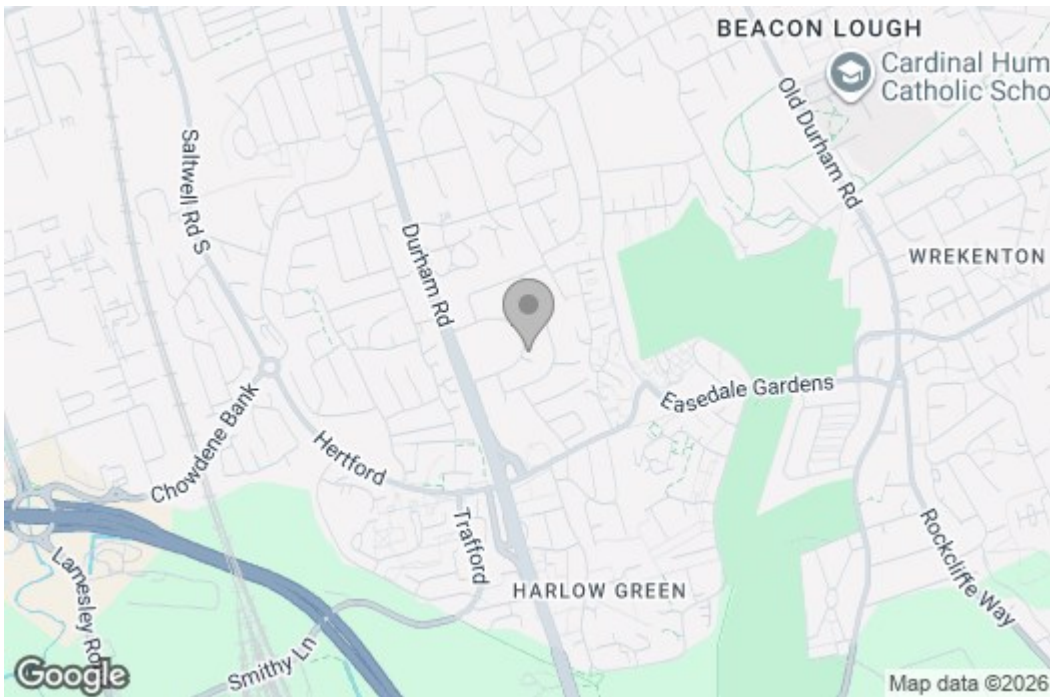 BEACON LOUGH
Cardinal Hum
Catholic Scho
Old Durham Rd
Saltwell Rd S
Durham Rd
WREKENTON
Easedale Gardens
Chowdene Bank
Hertford
Trafford
Rockcliffe Way
HARLOW GREEN
Lamesley Roa
Smithy Ln
Google
Map data ©2026